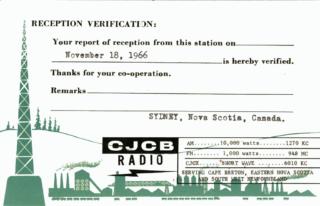 RECEPTION VERIFICATION:
Your report of reception from this station on
November 18, 1966 is hereby verified.
Thanks for your co-operation.
Remarks
SYDNEY, Nova Scotia, Canada.
CJCB
RADIO
AM 10,000 watts 1270 KC
FM 1,000 watts 948 MC
CJCX SHORT WAVE 6010 KC
SERVING CAPE BRETON, EASTERN NOVA SCOTIA
AND SOUTH WEST NEWFOUNDLAND